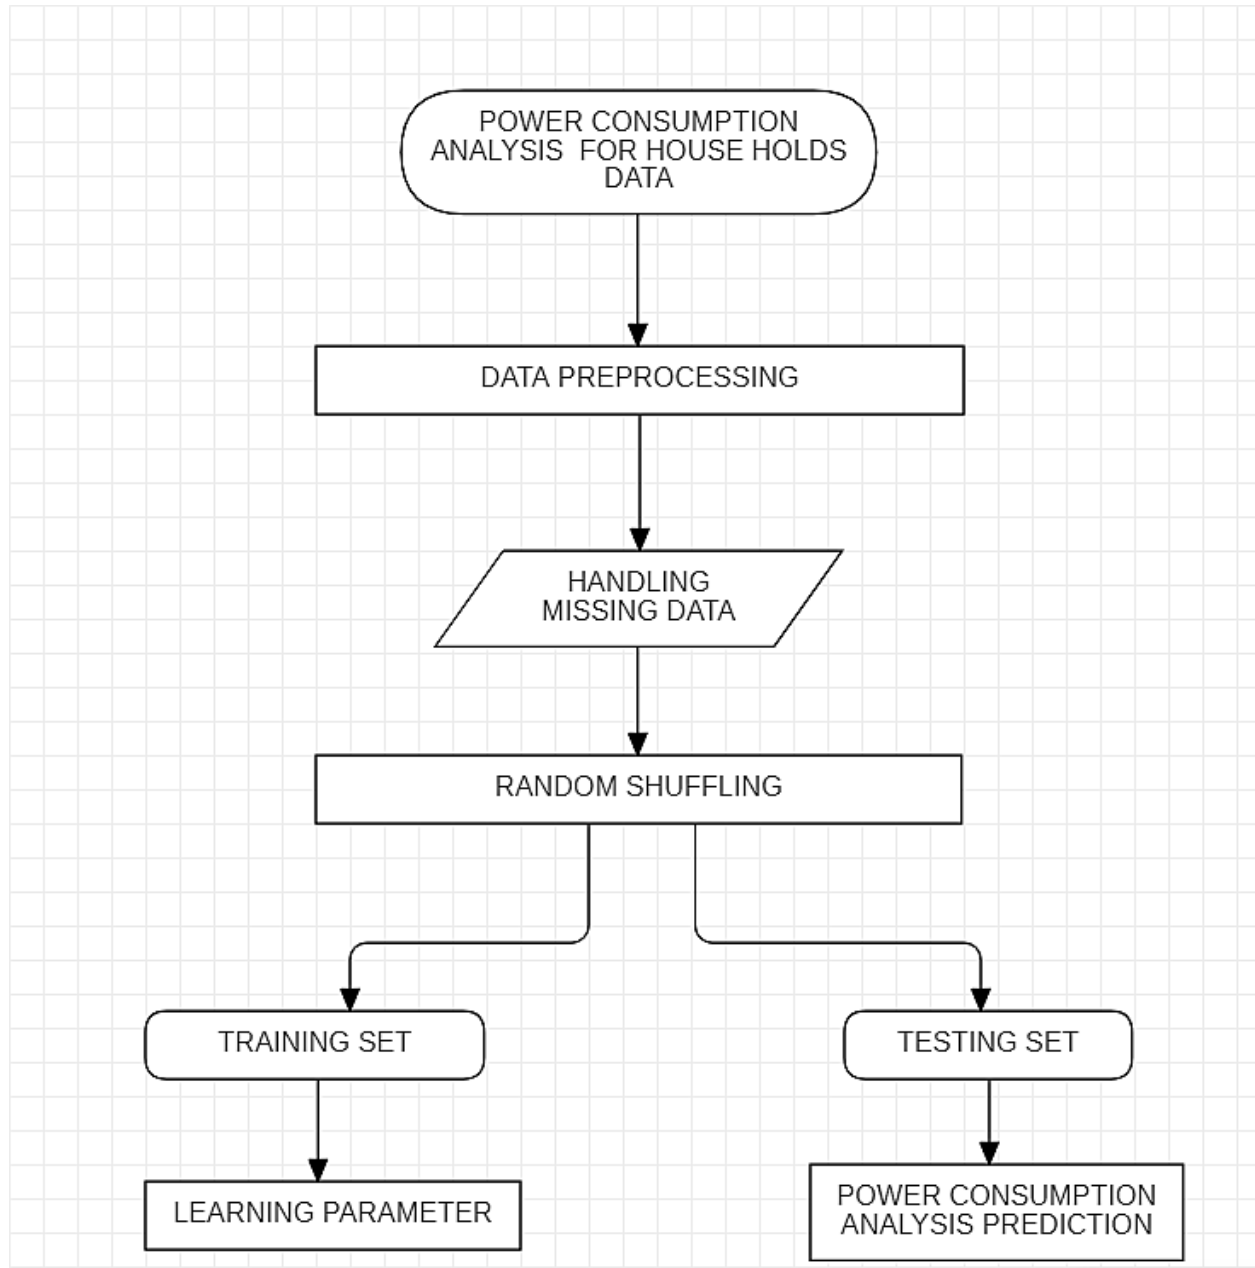 POWER CONSUMPTION
ANALYSIS  FOR HOUSE HOLDS
DATA
DATA PREPROCESSING
HANDLING
MISSING DATA
RANDOM SHUFFLING
TRAINING SET
TESTING SET
LEARNING PARAMETER
POWER CONSUMPTION
ANALYSIS PREDICTION